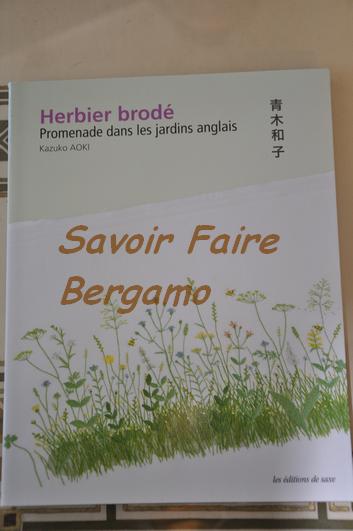 Herbier brodé
Promenade dans les jardins anglais
Kazuko AOKI
青木和子
Savoir Faire
Bergamo
les éditions de saxe